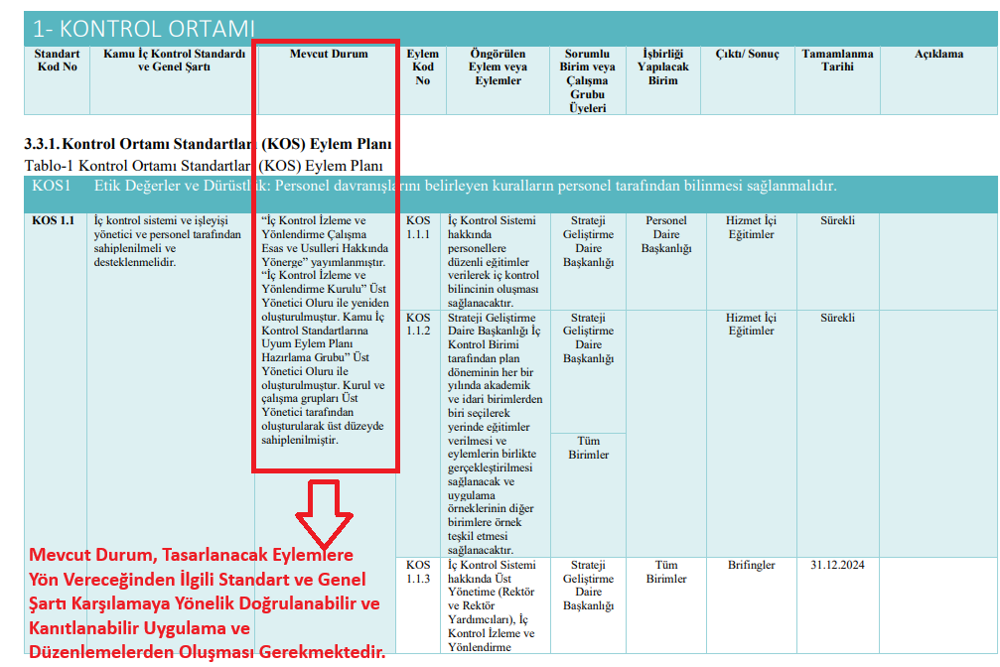 1- KONTROL ORTAMI
Standart
Kod No
Kamu İç Kontrol Standardı
ve Genel Şartı
Mevcut Durum
Eylem
Kod
No
Öngörülen
Eylem veya
Eylemler
Sorumlu
Birim veya
Çalışma
Grubu
Üyeleri
İşbirliği
Yapılacak
Birim
Çıktı/ Sonuç
Tamamlanma
Tarihi
Açıklama
3.3.1. Kontrol Ortamı Standartları (KOS) Eylem Planı
Tablo-1 Kontrol Ortamı Standartları (KOS) Eylem Planı
KOS1 Etik Değerler ve Dürüstlük: Personel davranışlarını belirleyen kuralların personel tarafından bilinmesi sağlanmalıdır.
KOS 1.1
İç kontrol sistemi ve işleyişi
yönetici ve personel tarafından
sahiplenilmeli ve
desteklenmelidir.
“İç Kontrol İzleme ve
Yönlendirme Çalışma
Esas ve Usulleri Hakkında
Yönerge” yayımlanmıştır.
“İç Kontrol İzleme ve
Yönlendirme Kurulu” Üst
Yönetici Oluru ile yeniden
oluşturulmuştur. Kamu İç
Kontrol Standartlarına
Uyum Eylem Planı
Hazırlama Grubu” Üst
Yönetici Oluru ile
oluşturulmuştur. Kurul ve
çalışma grupları Üst
Yönetici tarafından
oluşturularak üst düzeyde
sahiplenilmiştir.
KOS
1.1.1
İç Kontrol Sistemi
hakkında
personellere
düzenli eğitimler
verilerek iç kontrol
bilincinin oluşması
sağlanacaktır.
Strateji
Geliştirme
Daire
Başkanlığı
Personel
Daire
Başkanlığı
Hizmet İçi
Eğitimler
Sürekli
KOS
1.1.2
Strateji Geliştirme
Daire Başkanlığı İç
Kontrol Birimi
tarafından plan
döneminin her bir
yılında akademik
ve idari birimlerden
biri seçilerek
yerinde eğitimler
verilmesi ve
eylemlerin birlikte
gerçekleştirilmesi
sağlanacak ve
uygulama
örneklerinin diğer
birimlere örnek
teşkil etmesi
sağlanacaktır.
Strateji
Geliştirme
Daire
Başkanlığı
Tüm
Birimler
Hizmet İçi
Eğitimler
Sürekli
KOS
1.1.3
İç Kontrol Sistemi
hakkında Üst
Yönetime (Rektör
ve Rektör
Yardımcıları), İç
Kontrol İzleme ve
Yönlendirme
Strateji
Geliştirme
Daire
Başkanlığı
Tüm
Birimler
Brifingler
31.12.2024
Mevcut Durum, Tasarlanacak Eylemlere
Yön Vereceğinden İlgili Standart ve Genel
Şartı Karşılamaya Yönelik Doğrulanabilir ve
Kanıtlanabilir Uygulama ve
Düzenlemelerden Oluşması Gerekmektedir.